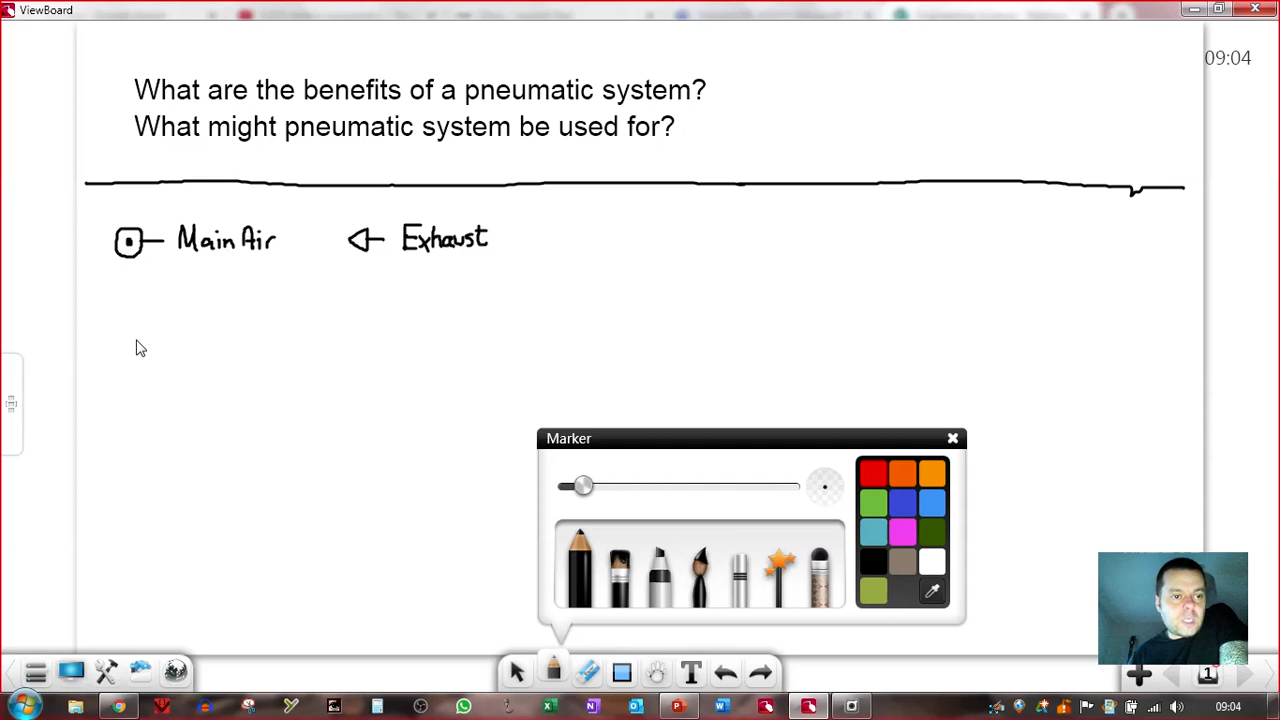 ViewBoard
09:04
What are the benefits of a pneumatic system?
What might pneumatic system be used for?
Main Air
Exhaust
Marker
T
1
09:04